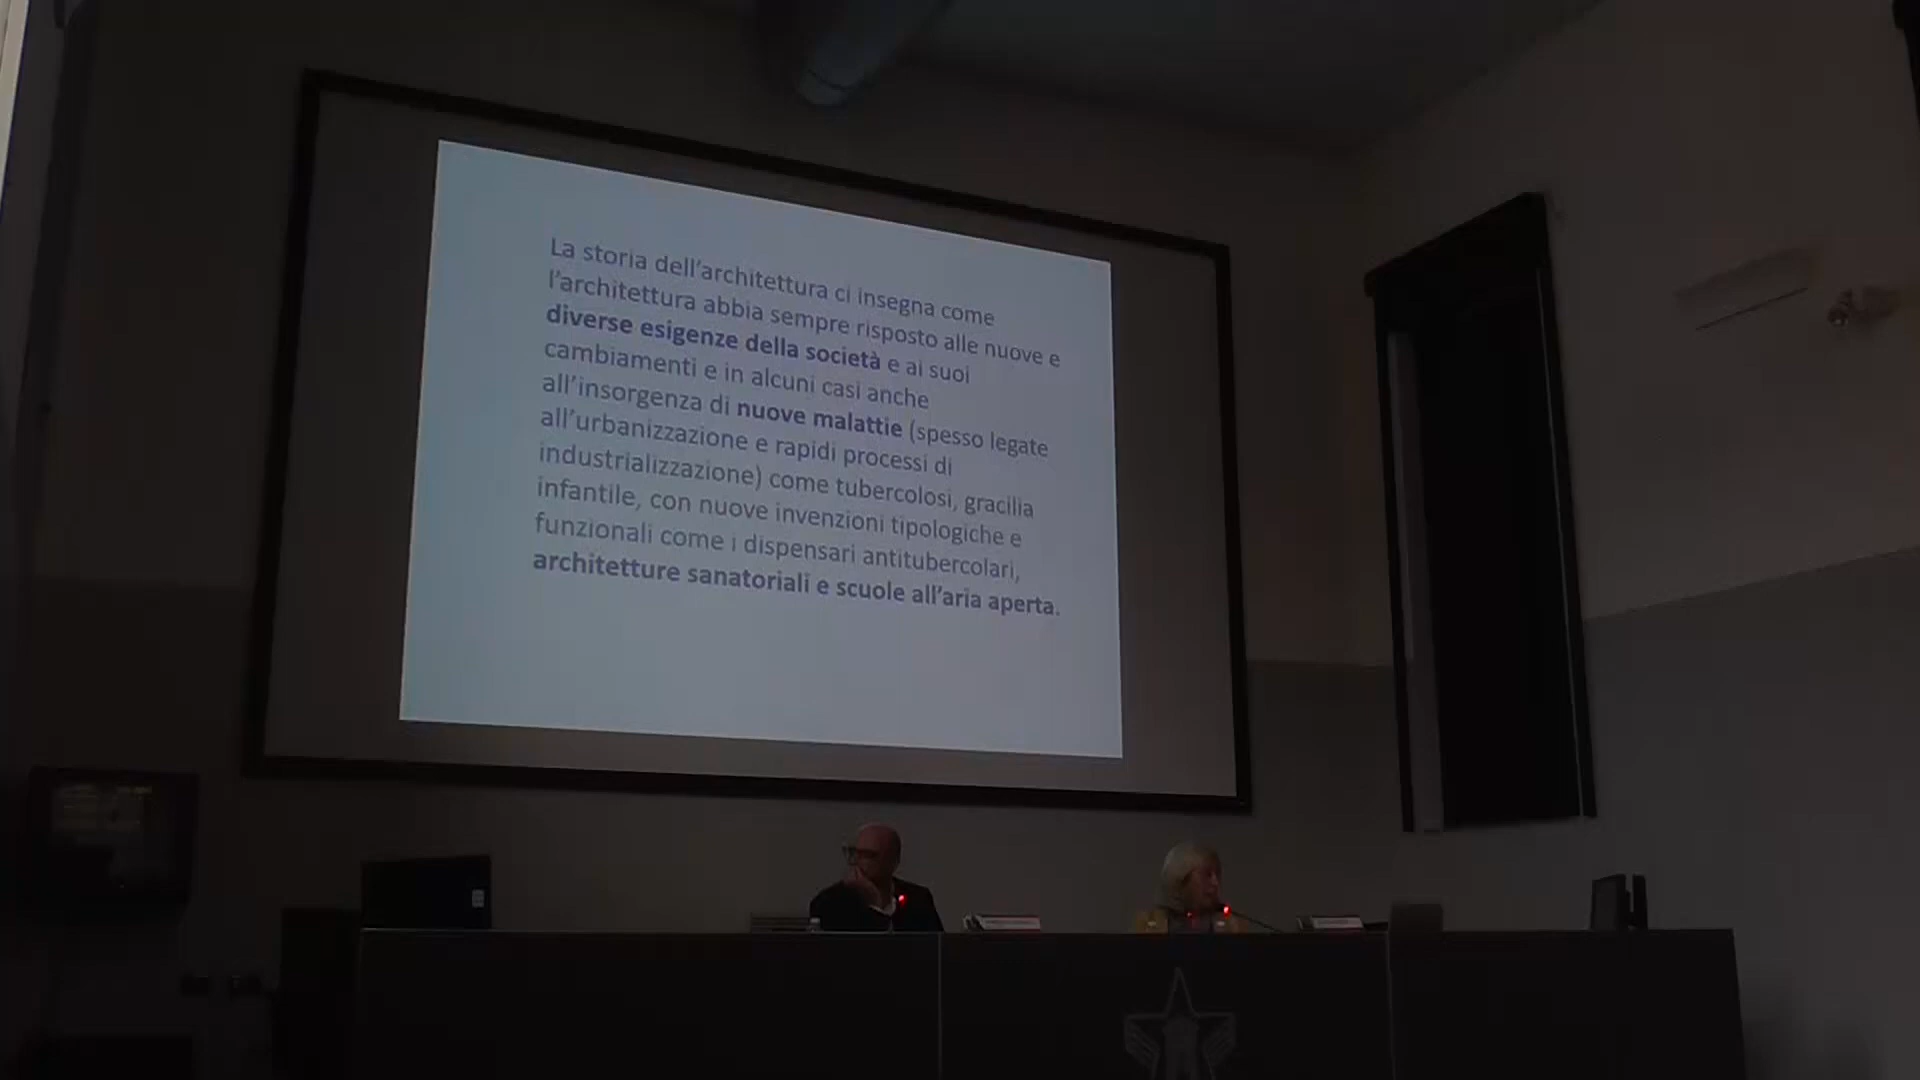 La storia dell'architettura ci insegna come
l'architettura abbia sempre risposto alle nuove e
diverse esigenze della società e ai suoi
cambiamenti e in alcuni casi anche
all'insorgenza di nuove malattie (spesso legate
all'urbanizzazione e rapidi processi di
industrializzazione) come tubercolosi, gracilia
infantile, con nuove invenzioni tipologiche e
funzionali come i dispensari antitubercolari,
architetture sanatoriali e scuole all'aria aperta.